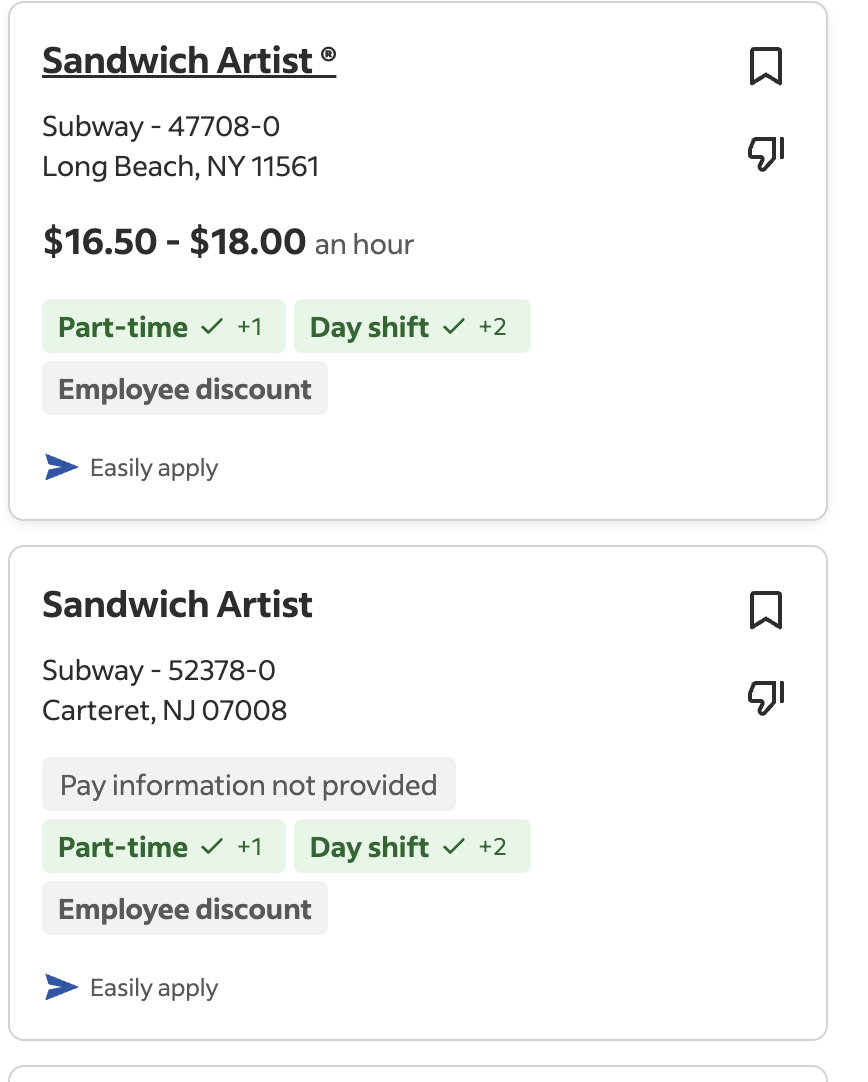 Sandwich Artist ®
Subway - 47708-0
Long Beach, NY 11561
$16.50 - $18.00 an hour
Part-time ✓ +1 Day shift ✓ +2
Employee discount
Easily apply
Sandwich Artist
Subway - 52378-0
Carteret, NJ 07008
Pay information not provided
Part-time ✓ +1 Day shift ✓ +2
Employee discount
Easily apply